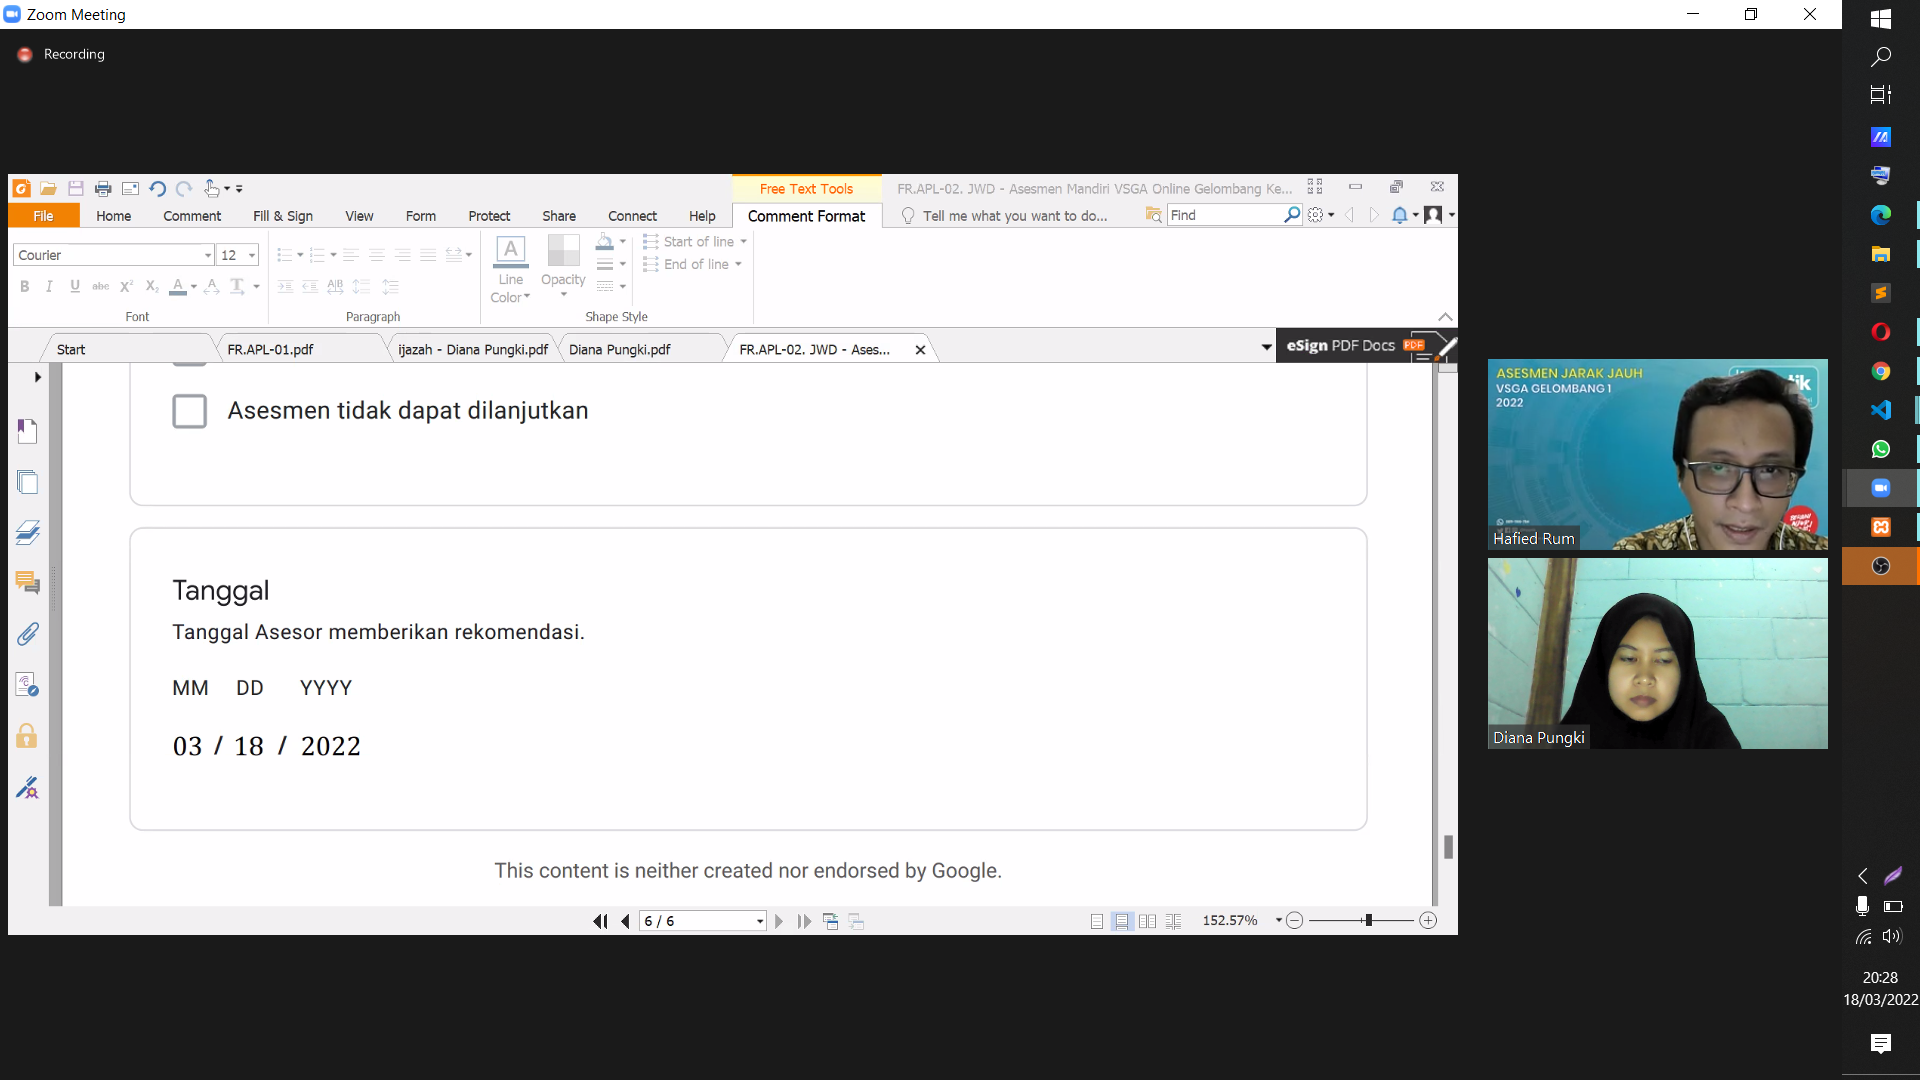 Zoom Meeting
Recording
Free Text Tools
FR.APL-02. JWD - Asesmen Mandiri VSGA Online Gelombang Ke...
File
Home
Comment
Fill & Sign
View
Form
Protect
Share
Connect
Help
Comment Format
Tell me what you want to do...
Find
Courier
12
Start of line
End of line
Line
Color
Opacity
Font
Paragraph
Shape Style
Start
FR.APL-01.pdf
ijazah - Diana Pungki.pdf
Diana Pungki.pdf
FR.APL-02. JWD - Ases...
eSign PDF Docs
PDF
Asesmen tidak dapat dilanjutkan
Tanggal
Tanggal Asesor memberikan rekomendasi.
MM DD YYYY
03 / 18 / 2022
This content is neither created nor endorsed by Google.
6 / 6
152.57%
ASESMEN JARAK JAUH
VSGA GELOMBANG 1
2022
Hafied Rum
Diana Pungki
20:28
18/03/2022